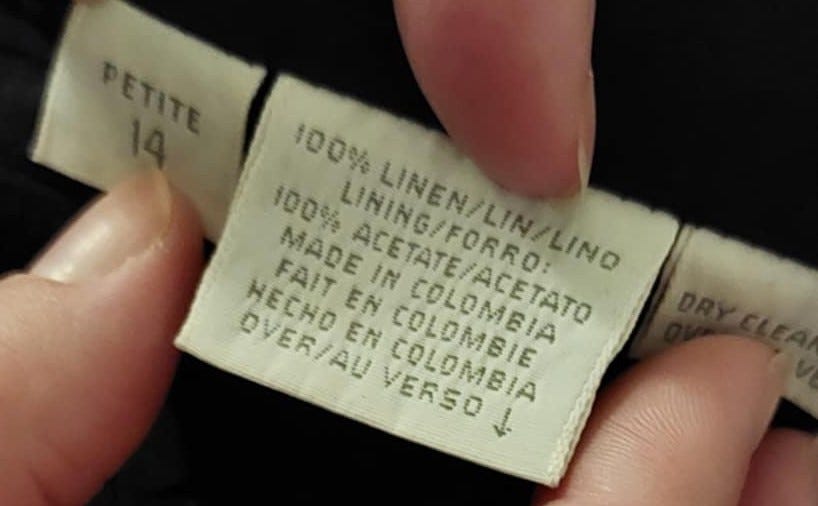 PETITE
14
100% LINEN/LIN/LINO
LINING/FORRO:
100% ACETATE/ACETATO
MADE IN COLOMBIA
FAIT EN COLOMBIE
HECHO EN COLOMBIA
OVER/AU VERSO ↓
DRY